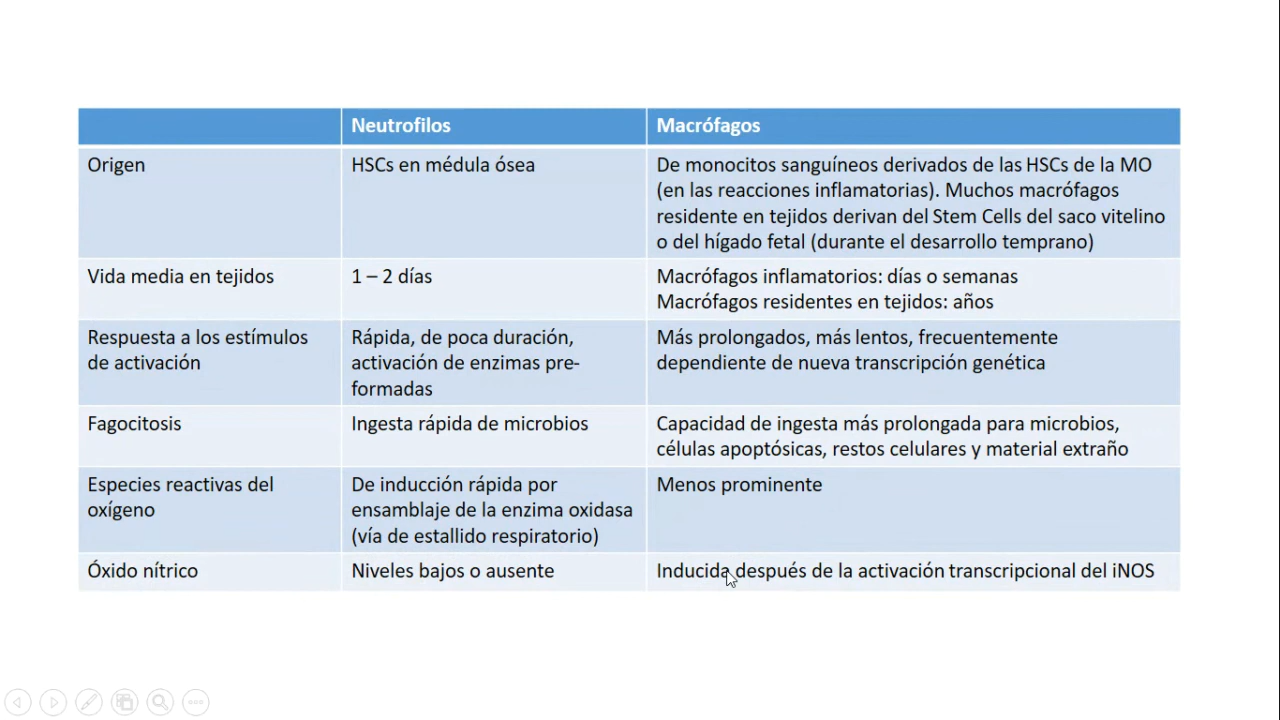 Neutrofilos
Macrófagos
Origen
HSCs en médula ósea
De monocitos sanguíneos derivados de las HSCs de la MO
(en las reacciones inflamatorias). Muchos macrófagos
residente en tejidos derivan del Stem Cells del saco vitelino
o del hígado fetal (durante el desarrollo temprano)
Vida media en tejidos
1 – 2 días
Macrófagos inflamatorios: días o semanas
Macrófagos residentes en tejidos: años
Respuesta a los estímulos
de activación
Rápida, de poca duración,
activación de enzimas pre-
formadas
Más prolongados, más lentos, frecuentemente
dependiente de nueva transcripción genética
Fagocitosis
Ingesta rápida de microbios
Capacidad de ingesta más prolongada para microbios,
células apoptósicas, restos celulares y material extraño
Especies reactivas del
oxígeno
De inducción rápida por
ensamblaje de la enzima oxidasa
(vía de estallido respiratorio)
Menos prominente
Óxido nítrico
Niveles bajos o ausente
Inducida después de la activación transcripcional del iNOS